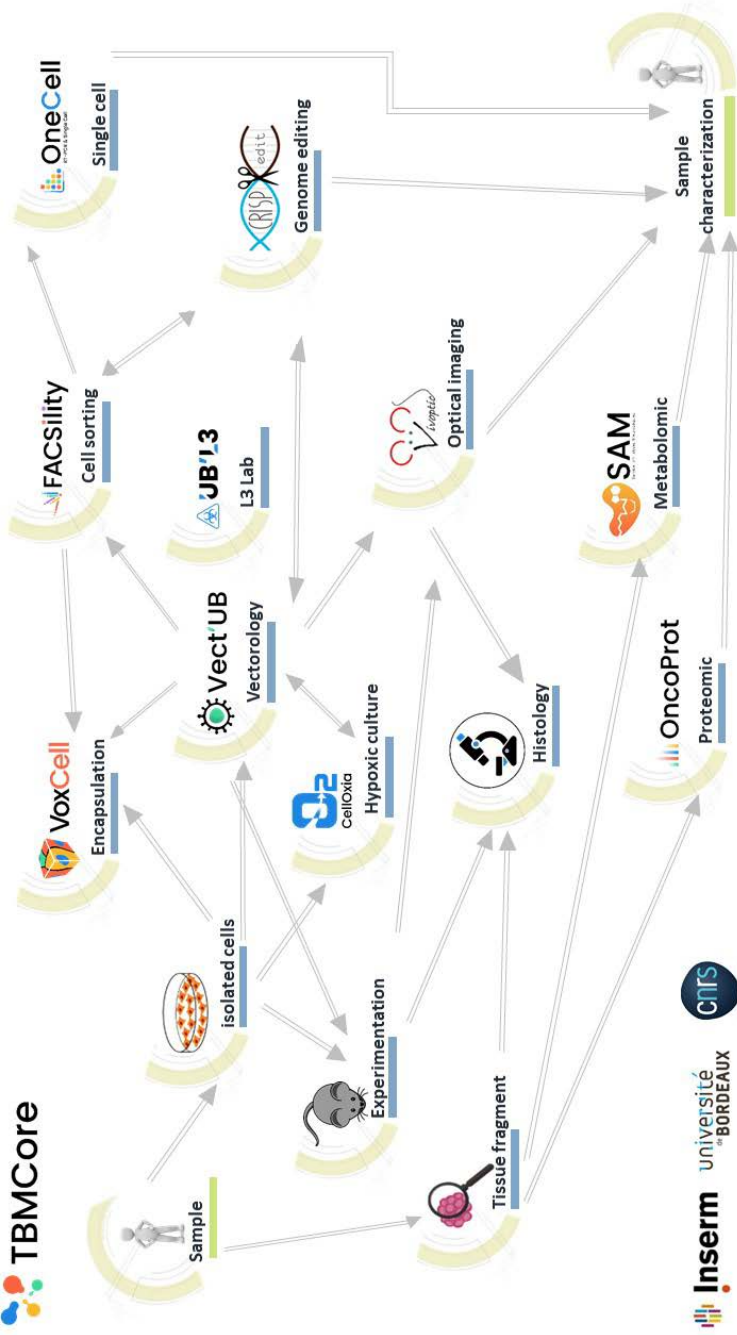 TBMCore
Sample
isolated cells
VoxCell
Encapsulation
FACSility
Cell sorting
OneCell
Single cell
Vect'UB
Vectorology
UB'L3
L3 Lab
CRISP edit
Genome editing
O2
CellOxia
Hypoxic culture
Experimentation
Vivoptic
Optical imaging
Histology
Tissue fragment
SAM
Metabolomic
OncoProt
Proteomic
Sample
characterization
Inserm
université
de BORDEAUX
cnrs